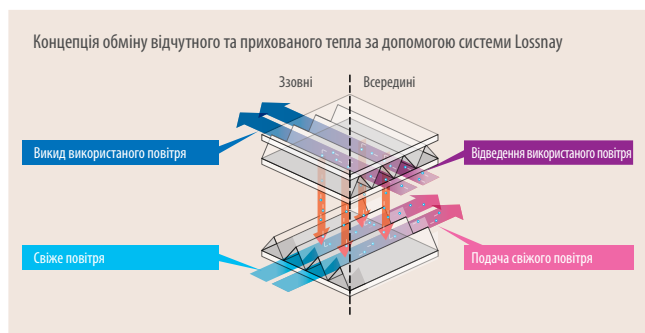 Концепція обміну відчутного та прихованого тепла за допомогою системи Lossnay
Ззовні
Всередині
Викид використаного повітря
Відведення використаного повітря
Свіже повітря
Подача свіжого повітря